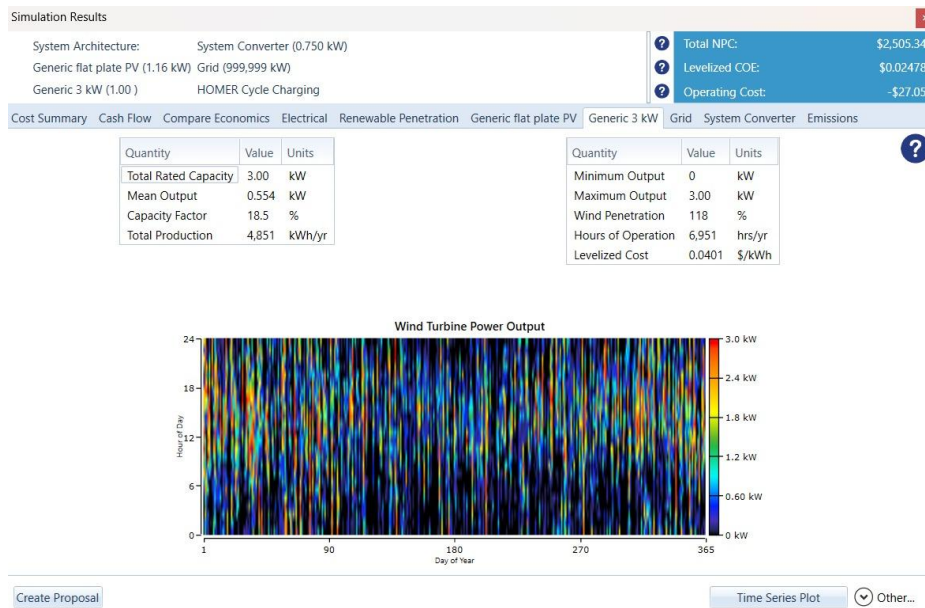 Simulation Results
System Architecture: System Converter (0.750 kW)
Generic flat plate PV (1.16 kW) Grid (999,999 kW)
Generic 3 kW (1.00 ) HOMER Cycle Charging
? Total NPC: $2,505.34
? Levelized COE: $0.02478
? Operating Cost: -$27.05
Cost Summary Cash Flow Compare Economics Electrical Renewable Penetration Generic flat plate PV Generic 3 kW Grid System Converter Emissions
?
Quantity Value Units
Total Rated Capacity 3.00 kW
Mean Output 0.554 kW
Capacity Factor 18.5 %
Total Production 4,851 kWh/yr
Quantity Value Units
Minimum Output 0 kW
Maximum Output 3.00 kW
Wind Penetration 118 %
Hours of Operation 6,951 hrs/yr
Levelized Cost 0.0401 $/kWh
Wind Turbine Power Output
Hour of Day
24
18
12
6
0
1 90 180 270 365
Day of Year
3.0 kW
2.4 kW
1.8 kW
1.2 kW
0.60 kW
0 kW
Create Proposal Time Series Plot Other...